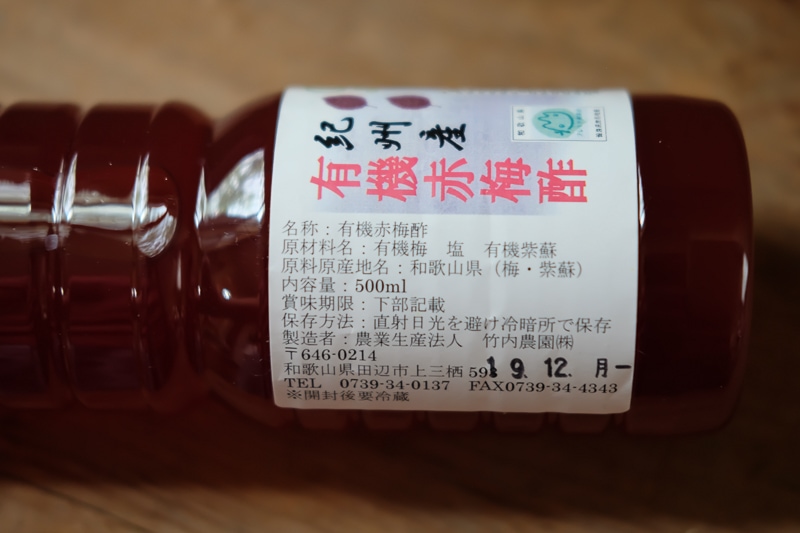 紀州産
有機赤梅酢
名称：有機赤梅酢
原材料名：有機梅　塩　有機紫蘇
原料原産地名：和歌山県（梅・紫蘇）
内容量：500ml
賞味期限：下部記載
保存方法：直射日光を避け冷暗所で保存
製造者：農業生産法人　竹内農園㈱
〒646-0214
和歌山県田辺市上三栖
19.12.月
TEL　0739-34-0137　FAX0739-34-4343
※開封後要冷蔵